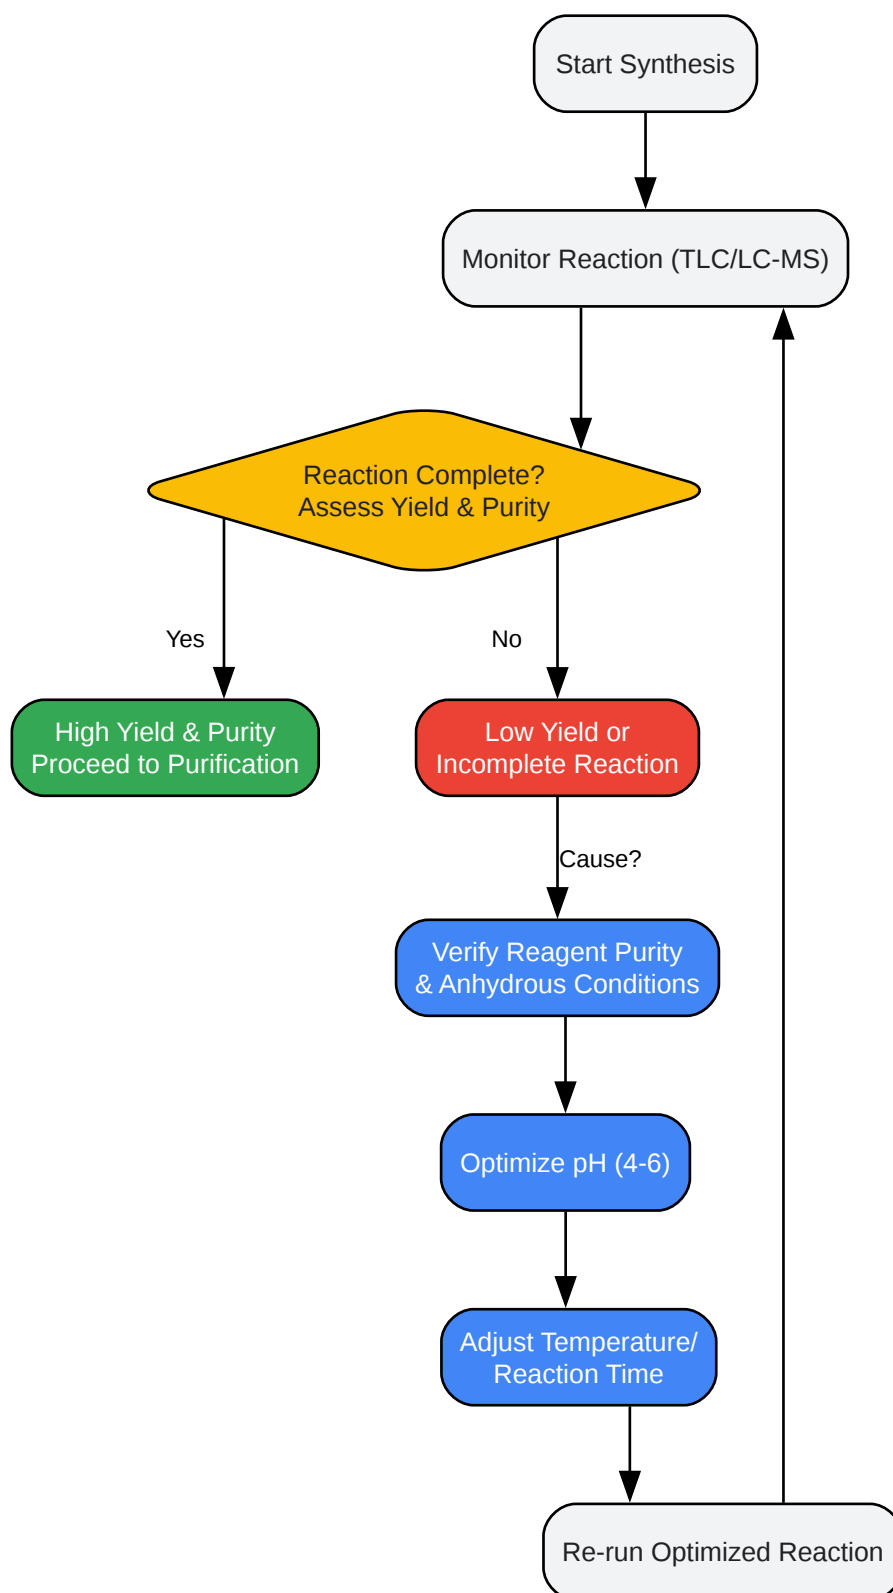 Start Synthesis
Monitor Reaction (TLC/LC-MS)
Reaction Complete?
Assess Yield & Purity
Yes
No
High Yield & Purity
Proceed to Purification
Low Yield or
Incomplete Reaction
Cause?
Verify Reagent Purity
& Anhydrous Conditions
Optimize pH (4-6)
Adjust Temperature/
Reaction Time
Re-run Optimized Reaction